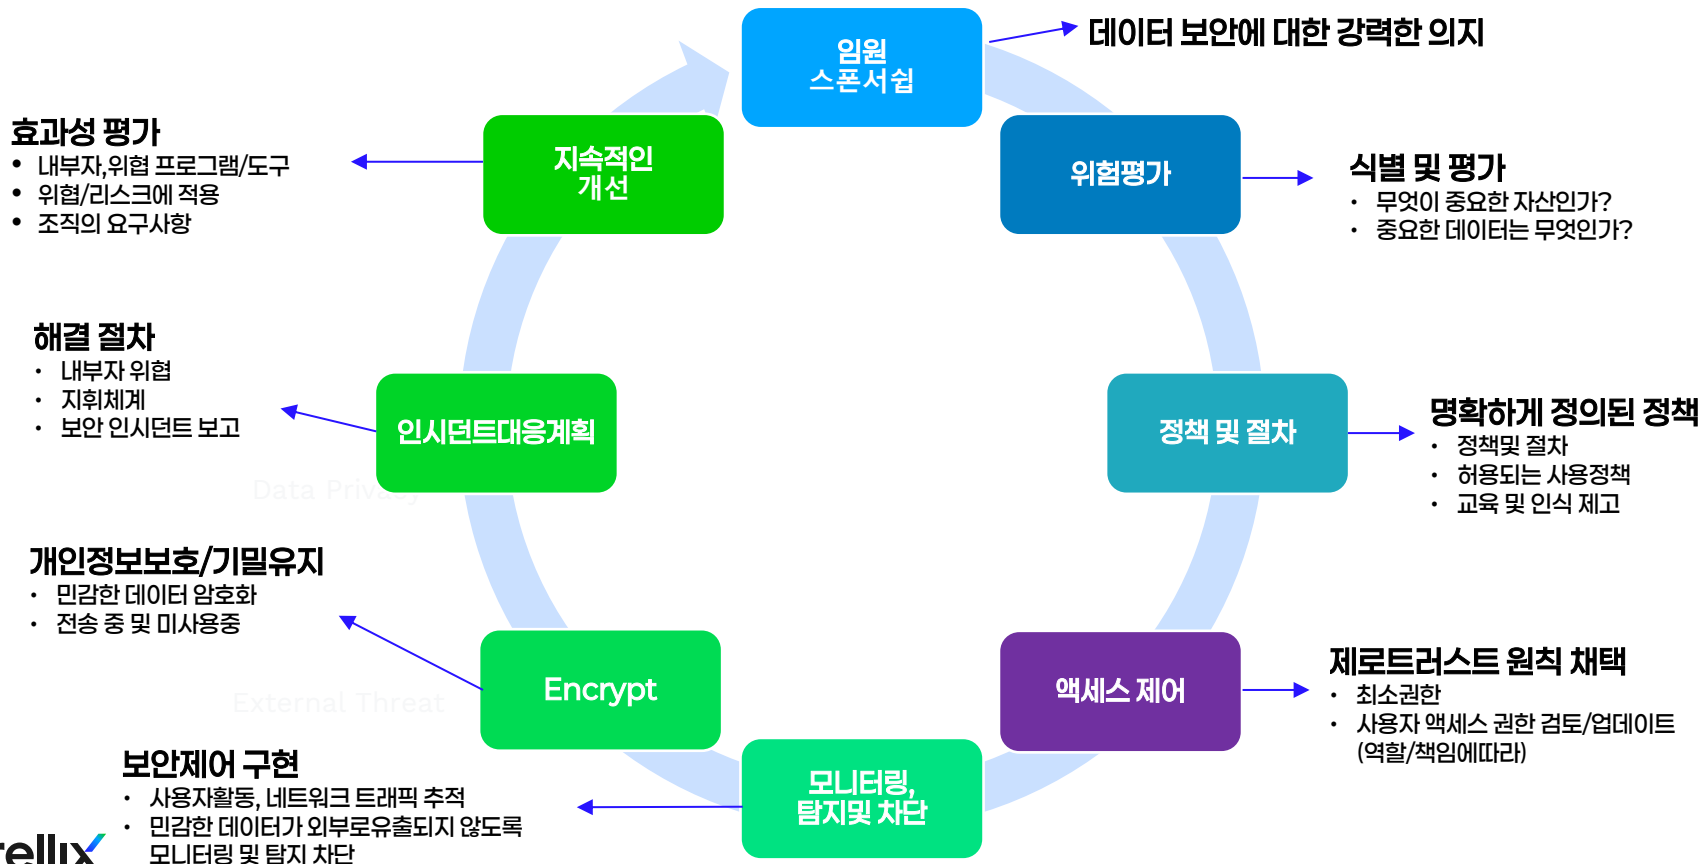 임원
스폰서쉽
데이터 보안에 대한 강력한 의지
위험평가
식별 및 평가
• 무엇이 중요한 자산인가?
• 중요한 데이터는 무엇인가?
정책 및 절차
명확하게 정의된 정책
• 정책및 절차
• 허용되는 사용정책
• 교육 및 인식 제고
액세스 제어
제로트러스트 원칙 채택
• 최소권한
• 사용자 액세스 권한 검토/업데이트
(역할/책임에따라)
모니터링,
탐지및 차단
보안제어 구현
• 사용자활동, 네트워크 트래픽 추적
• 민감한 데이터가 외부로유출되지 않도록
모니터링 및 탐지 차단
Encrypt
개인정보보호/기밀유지
• 민감한 데이터 암호화
• 전송 중 및 미사용중
External Threat
인시던트대응계획
해결 절차
• 내부자 위협
• 지휘체계
• 보안 인시던트 보고
Data Privacy
지속적인
개선
효과성 평가
• 내부자,위협 프로그램/도구
• 위협/리스크에 적용
• 조직의 요구사항
rellix